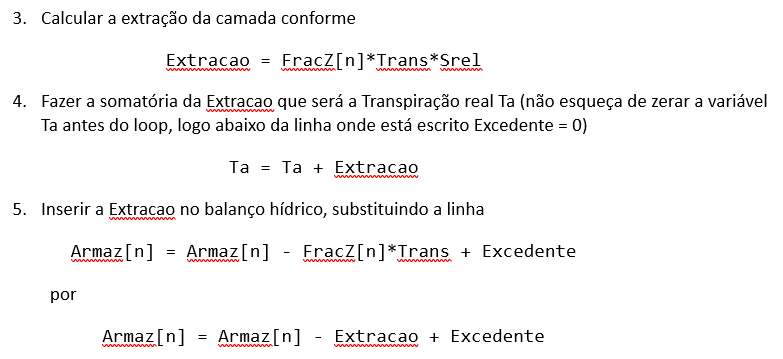 3. Calcular a extração da camada conforme
Extracao = FracZ[n]*Trans*Srel
4. Fazer a somatória da Extracao que será a Transpiração real Ta (não esqueça de zerar a variável
Ta antes do loop, logo abaixo da linha onde está escrito Excedente = 0)
Ta = Ta + Extracao
5. Inserir a Extracao no balanço hídrico, substituindo a linha
Armaz[n] = Armaz[n] - FracZ[n]*Trans + Excedente
por
Armaz[n] = Armaz[n] - Extracao + Excedente